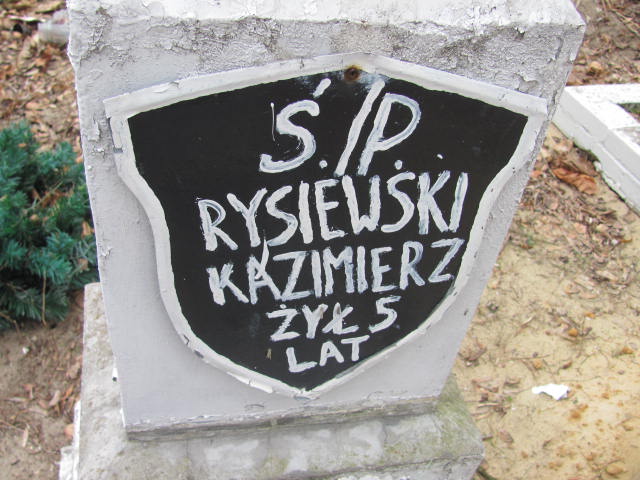 Ś./P.
RYSIEWSKI
KAZIMIERZ
ŻYŁ 5
LAT